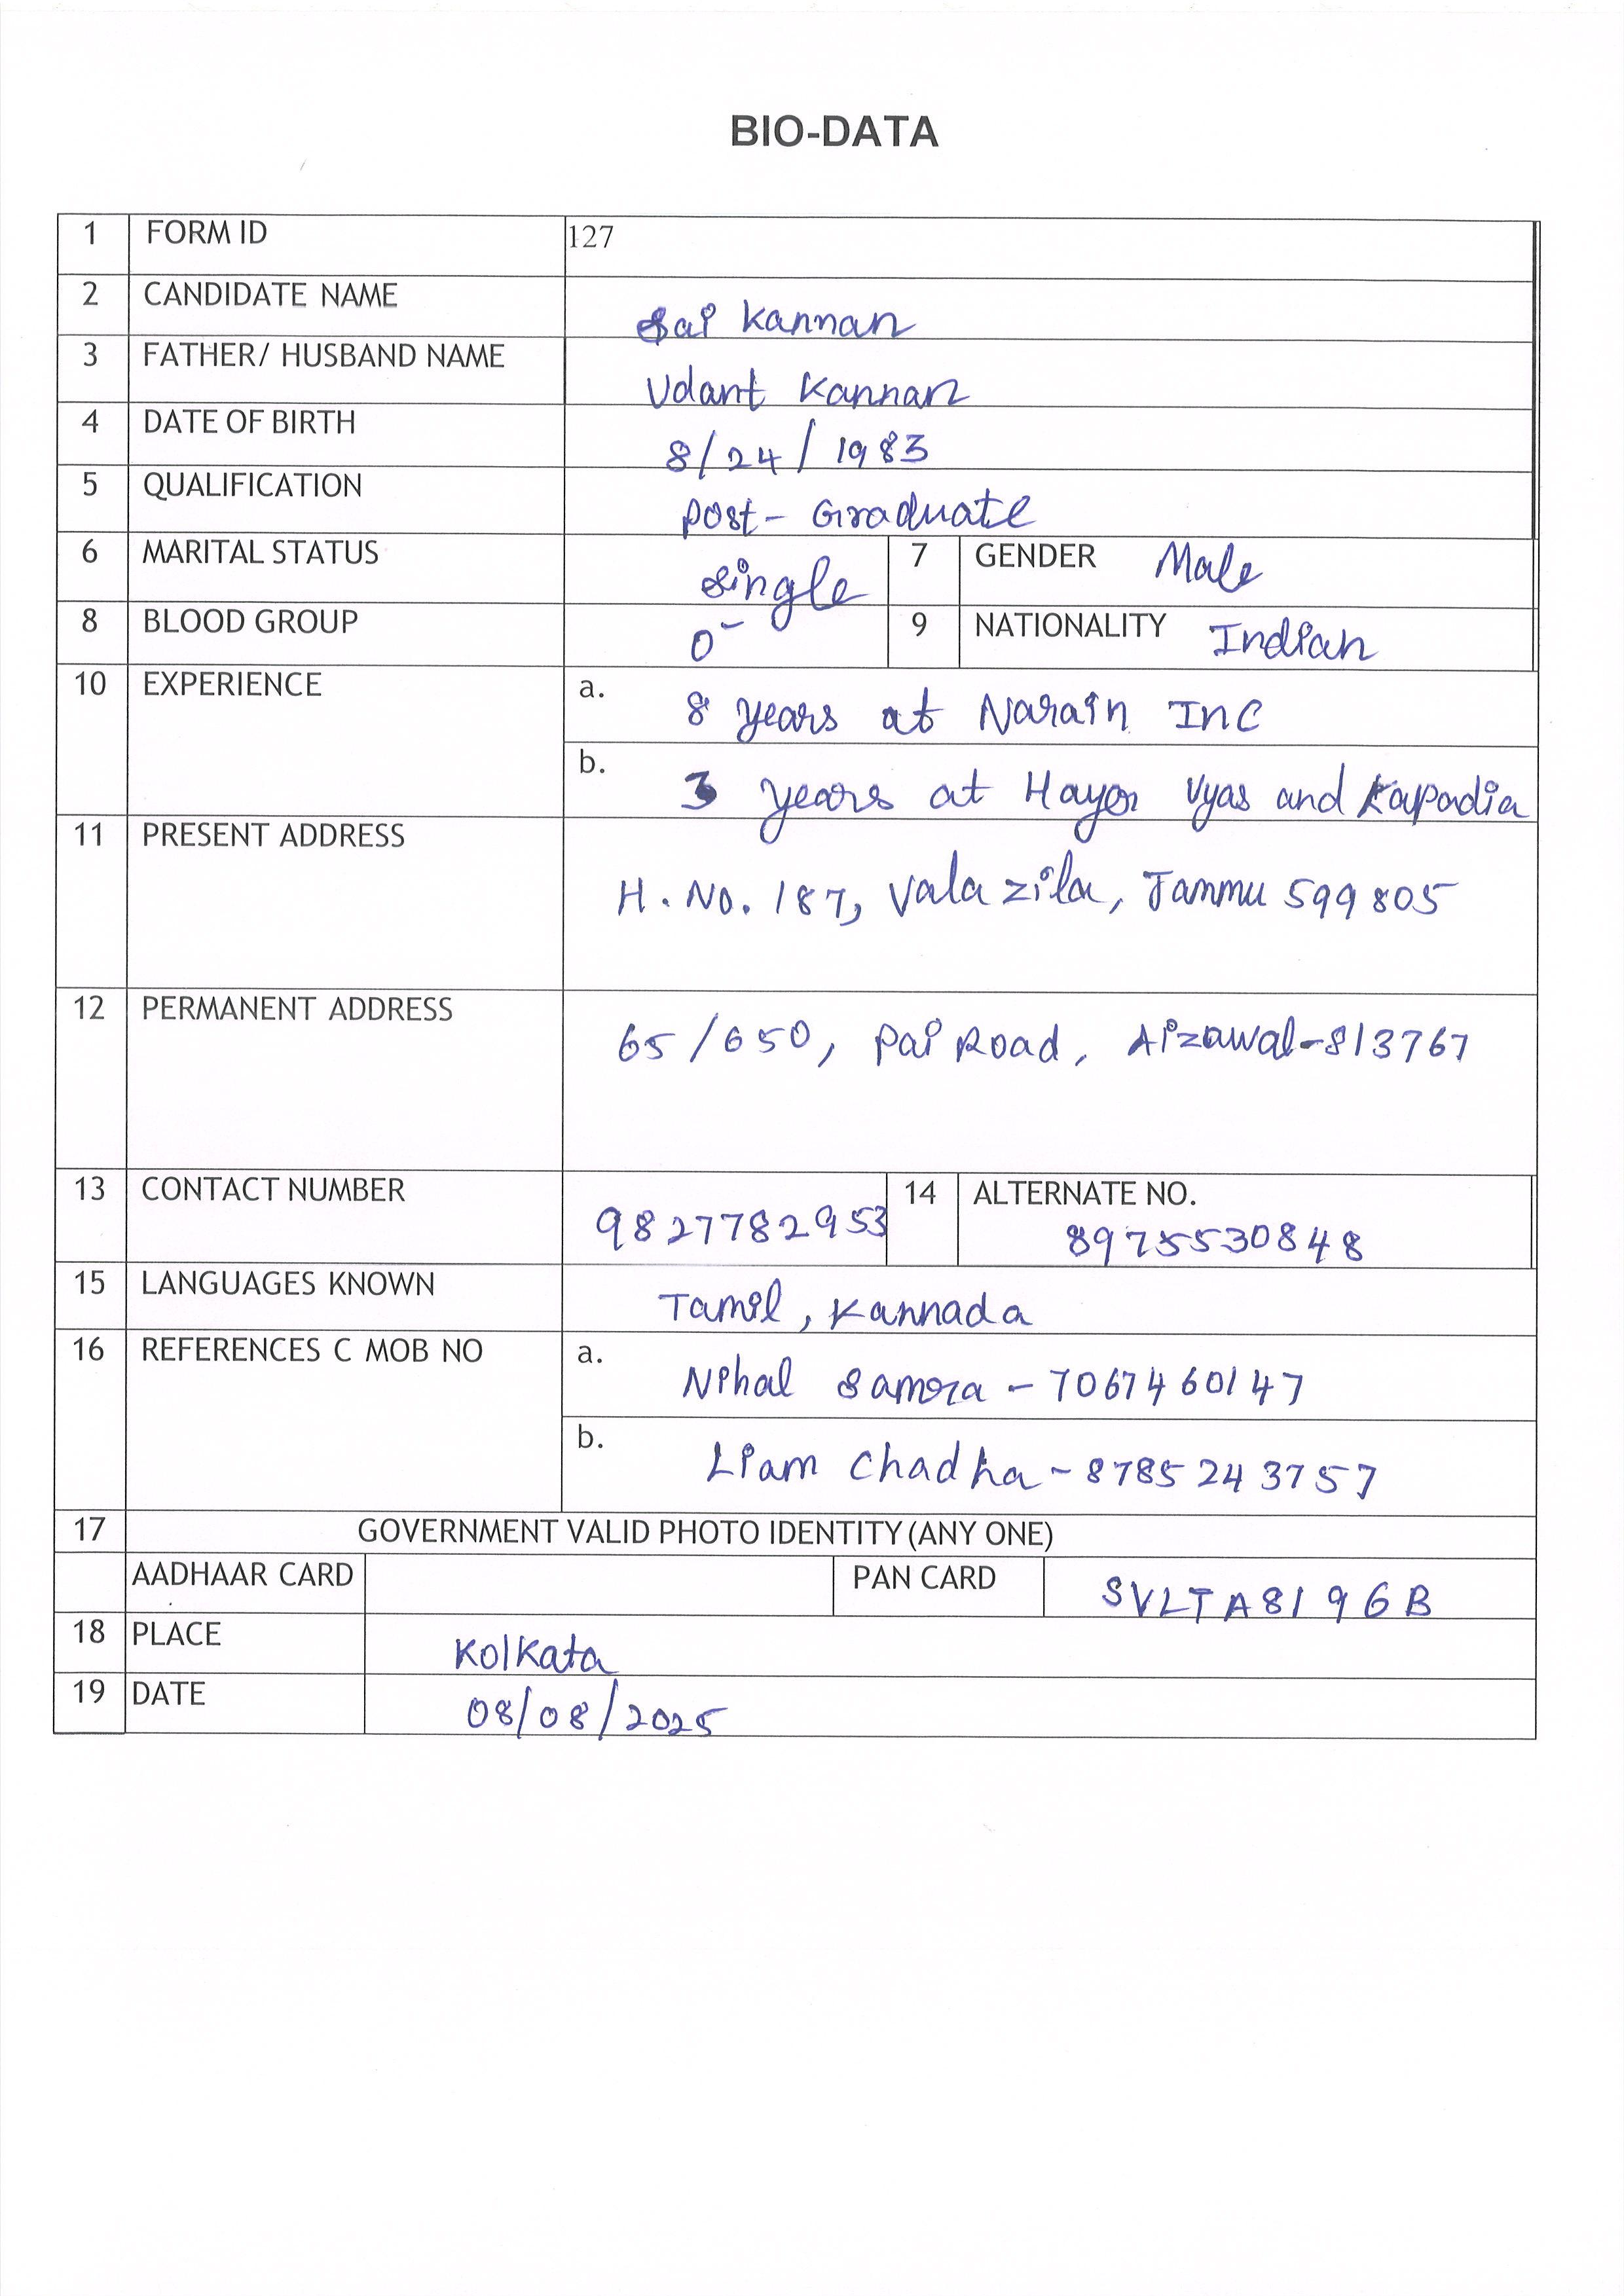 BIO-DATA
1 FORM ID 127
2 CANDIDATE NAME Sai Kannan
3 FATHER/ HUSBAND NAME Udant Kannan
4 DATE OF BIRTH 8/24/1983
5 QUALIFICATION Post-Graduate
6 MARITAL STATUS Single 7 GENDER Male
8 BLOOD GROUP O- 9 NATIONALITY Indian
10 EXPERIENCE a. 8 years at Narain Inc
b. 3 years at Hayer Vyas and Kapadia
11 PRESENT ADDRESS
H.No. 187, Vala zila, Jammu 599805
12 PERMANENT ADDRESS
65/650, Pai Road, Aizawal-813767
13 CONTACT NUMBER 9827782953 14 ALTERNATE NO.
8975530848
15 LANGUAGES KNOWN Tamil, Kannada
16 REFERENCES C MOB NO a. Nihal Samra - 7067460147
b. Liam Chadha - 8785243757
17 GOVERNMENT VALID PHOTO IDENTITY (ANY ONE)
AADHAAR CARD PAN CARD SVLTA8196B
18 PLACE Kolkata
19 DATE 08/08/2025